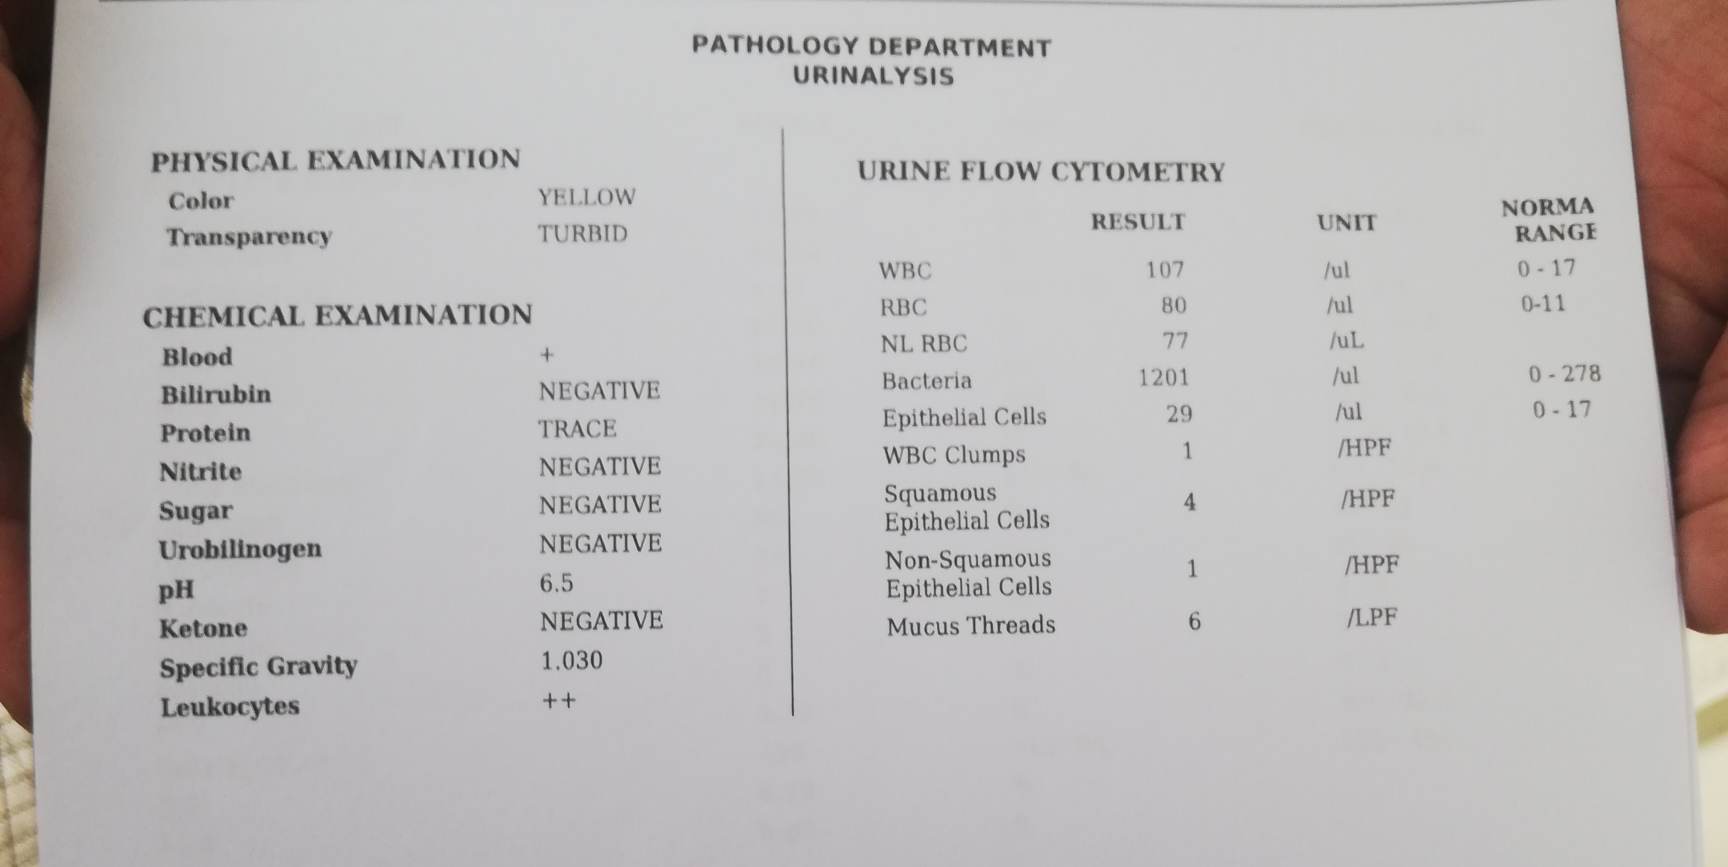 PATHOLOGY DEPARTMENT
URINALYSIS
PHYSICAL EXAMINATION
Color YELLOW
Transparency TURBID
CHEMICAL EXAMINATION
Blood +
Bilirubin NEGATIVE
Protein TRACE
Nitrite NEGATIVE
Sugar NEGATIVE
Urobilinogen NEGATIVE
pH 6.5
Ketone NEGATIVE
Specific Gravity 1.030
Leukocytes ++
URINE FLOW CYTOMETRY
RESULT UNIT NORMA
RANGE
WBC 107 /ul 0 - 17
RBC 80 /ul 0-11
NL RBC 77 /uL
Bacteria 1201 /ul 0 - 278
Epithelial Cells 29 /ul 0 - 17
WBC Clumps 1 /HPF
Squamous
Epithelial Cells 4 /HPF
Non-Squamous
Epithelial Cells 1 /HPF
Mucus Threads 6 /LPF